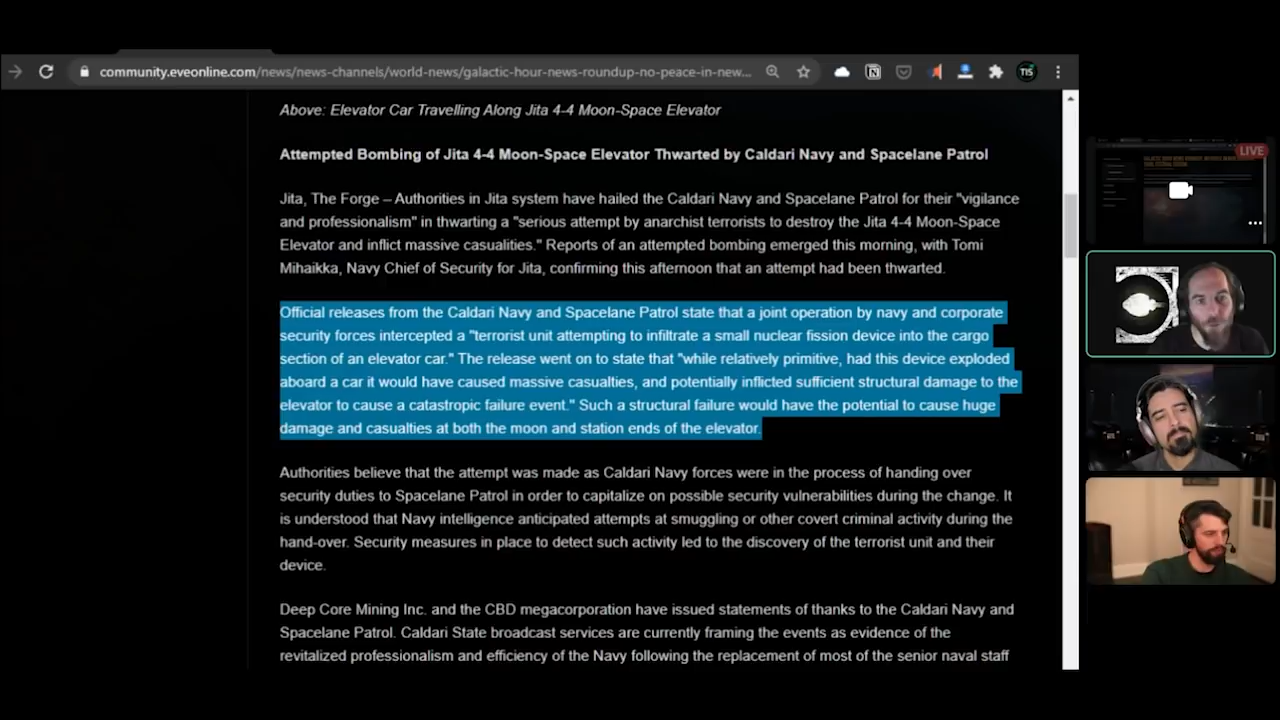 community.eveonline.com/news/news-channels/world-news/galactic-hour-news-roundup-no-peace-in-new...
TIS
Above: Elevator Car Travelling Along Jita 4-4 Moon-Space Elevator
Attempted Bombing of Jita 4-4 Moon-Space Elevator Thwarted by Caldari Navy and Spacelane Patrol
Jita, The Forge – Authorities in Jita system have hailed the Caldari Navy and Spacelane Patrol for their "vigilance
and professionalism" in thwarting a "serious attempt by anarchist terrorists to destroy the Jita 4-4 Moon-Space
Elevator and inflict massive casualities." Reports of an attempted bombing emerged this morning, with Tomi
Mihaikka, Navy Chief of Security for Jita, confirming this afternoon that an attempt had been thwarted.
Official releases from the Caldari Navy and Spacelane Patrol state that a joint operation by navy and corporate
security forces intercepted a "terrorist unit attempting to infiltrate a small nuclear fission device into the cargo
section of an elevator car." The release went on to state that "while relatively primitive, had this device exploded
aboard a car it would have caused massive casualties, and potentially inflicted sufficient structural damage to the
elevator to cause a catastropic failure event." Such a structural failure would have the potential to cause huge
damage and casualties at both the moon and station ends of the elevator.
Authorities believe that the attempt was made as Caldari Navy forces were in the process of handing over
security duties to Spacelane Patrol in order to capitalize on possible security vulnerabilities during the change. It
is understood that Navy intelligence anticipated attempts at smuggling or other covert criminal activity during the
hand-over. Security measures in place to detect such activity led to the discovery of the terrorist unit and their
device.
Deep Core Mining Inc. and the CBD megacorporation have issued statements of thanks to the Caldari Navy and
Spacelane Patrol. Caldari State broadcast services are currently framing the events as evidence of the
revitalized professionalism and efficiency of the Navy following the replacement of most of the senior naval staff
LIVE